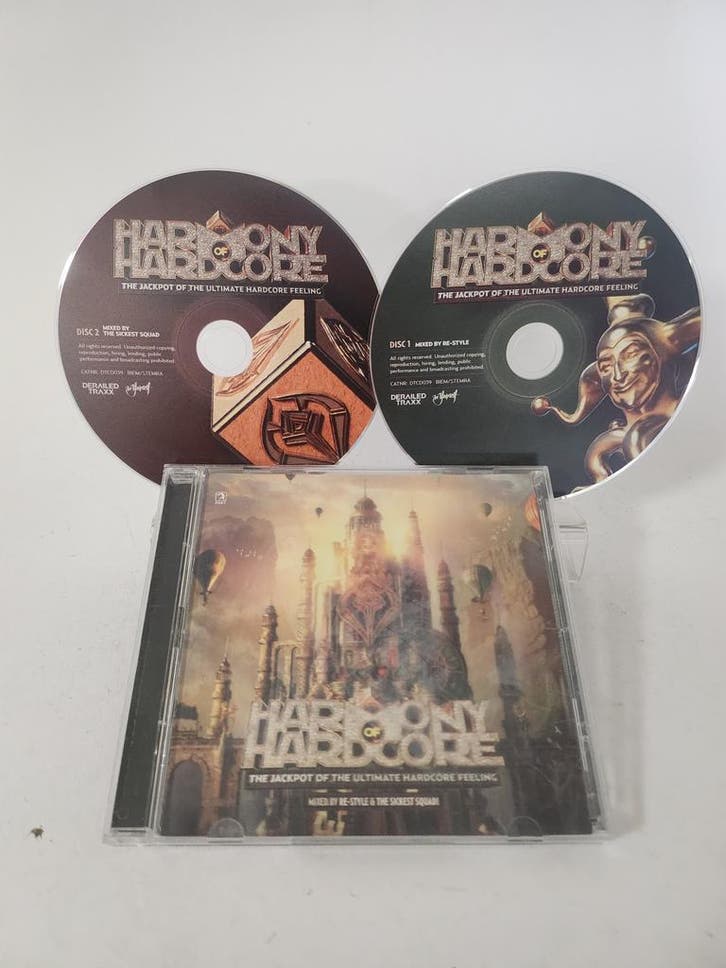 HARMONY
OF
HARDCORE
THE JACKPOT OF THE ULTIMATE HARDCORE FEELING
DISC 2 MIXED BY
THE SICKEST SQUAD
All rights reserved. Unauthorized copying,
reproduction, hiring, lending, public
performance and broadcasting prohibited
CATNR: DTCD039 BIEM/STEMRA
DERAILED
TRAXX
HARMONY
OF
HARDCORE
THE JACKPOT OF THE ULTIMATE HARDCORE FEELING
DISC 1 MIXED BY RE-STYLE
All rights reserved. Unauthorized copying,
reproduction, hiring, lending, public
performance and broadcasting prohibited.
CATNR: DTCD039 BIEM/STEMRA
DERAILED
TRAXX
HARMONY
OF
HARDCORE
THE JACKPOT OF THE ULTIMATE HARDCORE FEELING
MIXED BY RE-STYLE & THE SICKEST SQUAD!